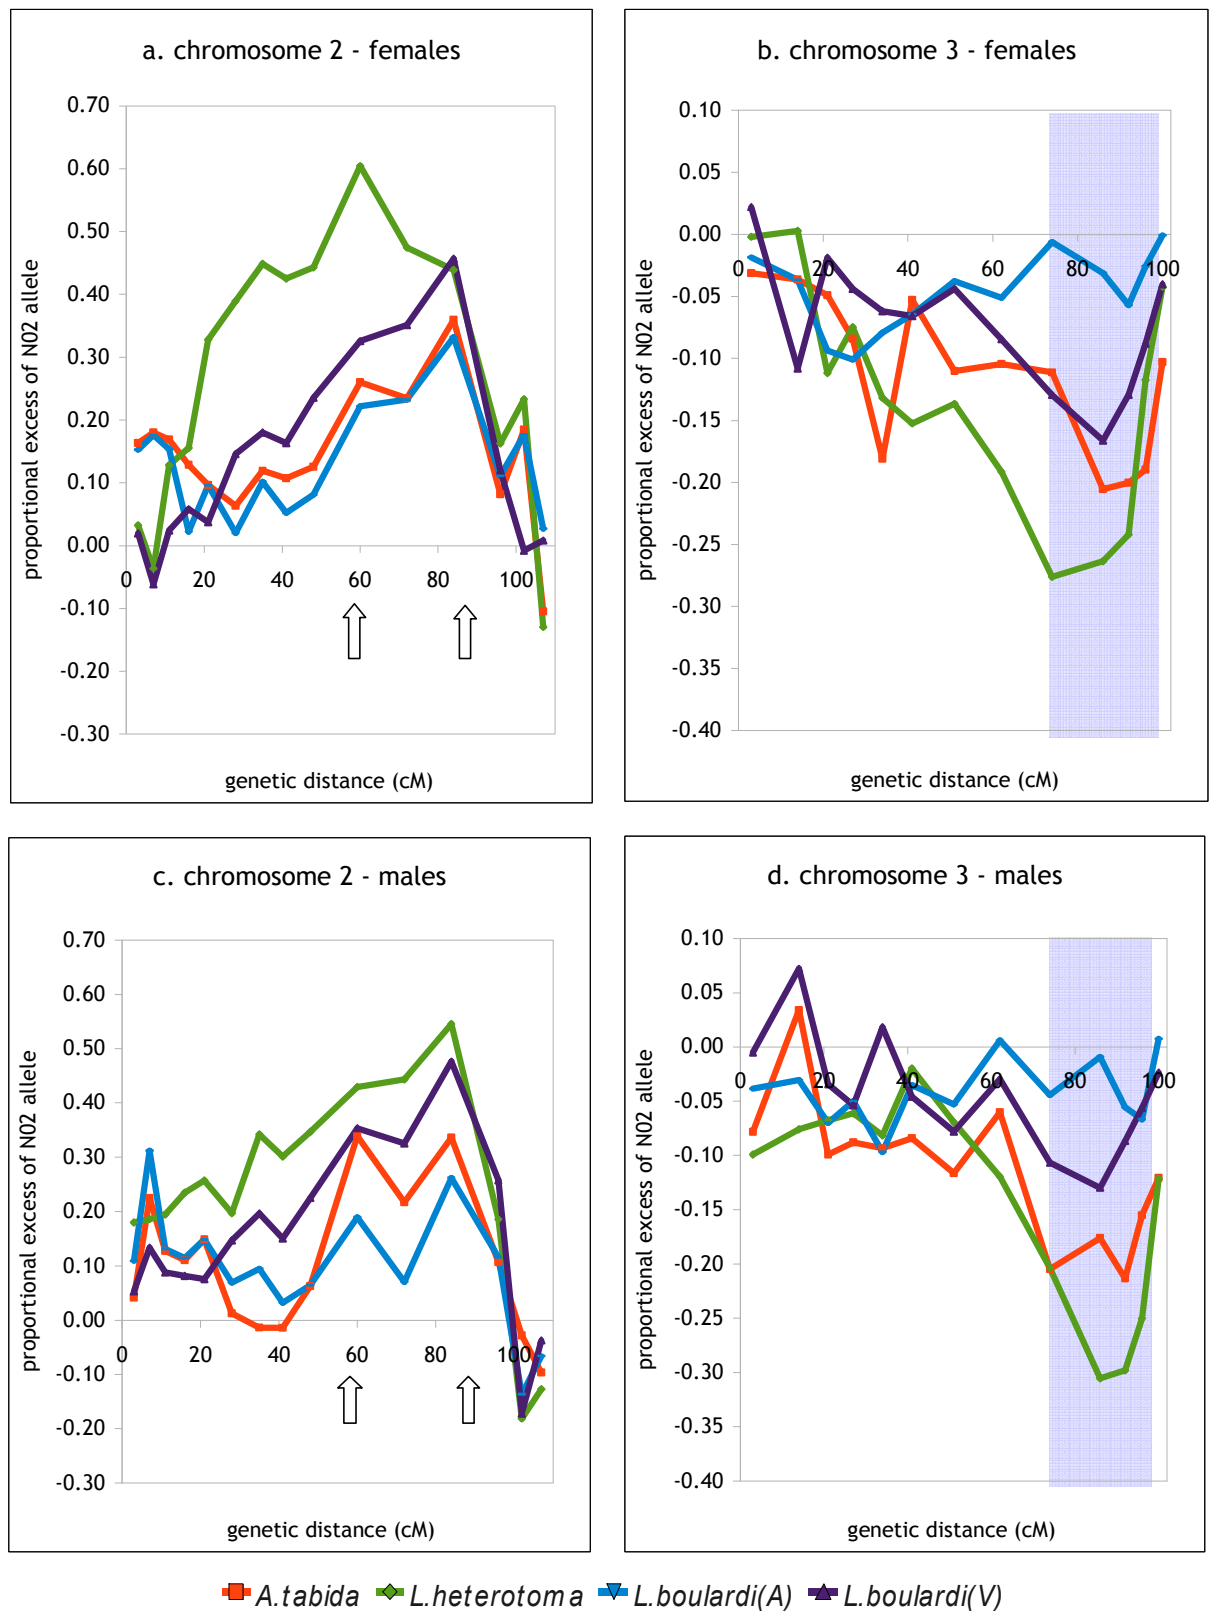 a. chromosome 2 - females
0.70
0.60
0.50
0.40
0.30
0.20
0.10
0.00
-0.10
-0.20
-0.30
0 20 40 60 80 100
proportional excess of N02 allele
genetic distance (cM)
b. chromosome 3 - females
0.10
0.05
0.00
-0.05
-0.10
-0.15
-0.20
-0.25
-0.30
-0.35
-0.40
0 20 40 60 80 100
proportional excess of N02 allele
genetic distance (cM)
c. chromosome 2 - males
0.70
0.60
0.50
0.40
0.30
0.20
0.10
0.00
-0.10
-0.20
-0.30
0 20 40 60 80 100
proportional excess of N02 allele
genetic distance (cM)
d. chromosome 3 - males
0.10
0.05
0.00
-0.05
-0.10
-0.15
-0.20
-0.25
-0.30
-0.35
-0.40
0 20 40 60 80 100
proportional excess of N02 allele
genetic distance (cM)
A.tabida L.heterotoma L.boulardi(A) L.boulardi(V)